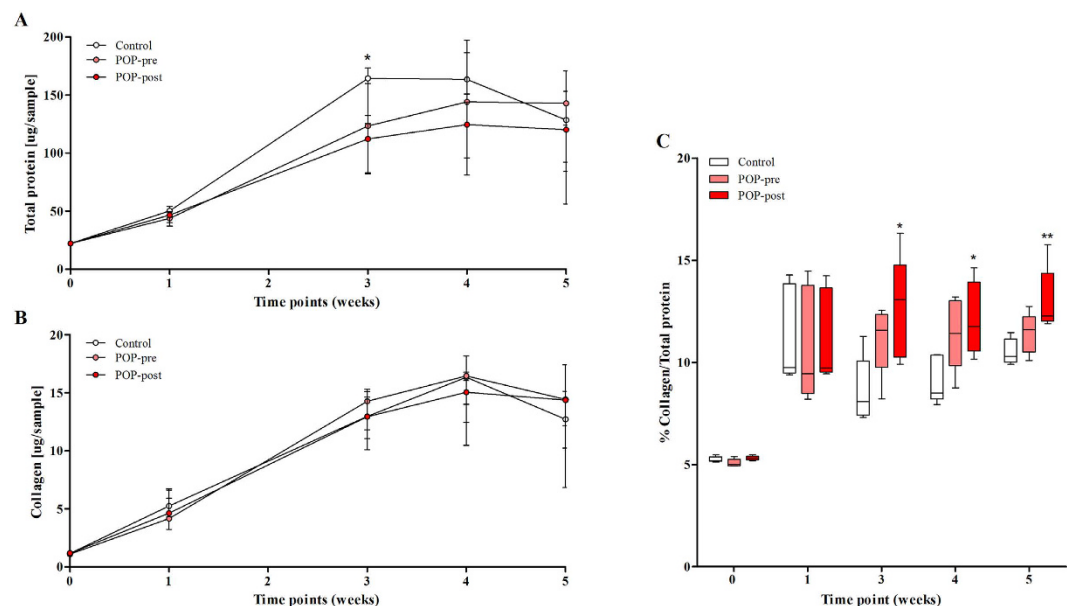 A
Total protein [ug/sample]
200
150
100
50
0
Control
POP-pre
POP-post
*
0 1 2 3 4 5
Time points (weeks)
B
Collagen [ug/sample]
20
15
10
5
0
Control
POP-pre
POP-post
0 1 2 3 4 5
Time points (weeks)
C
% Collagen/Total protein
20
15
10
5
0
Control
POP-pre
POP-post
* * **
0 1 3 4 5
Time point (weeks)